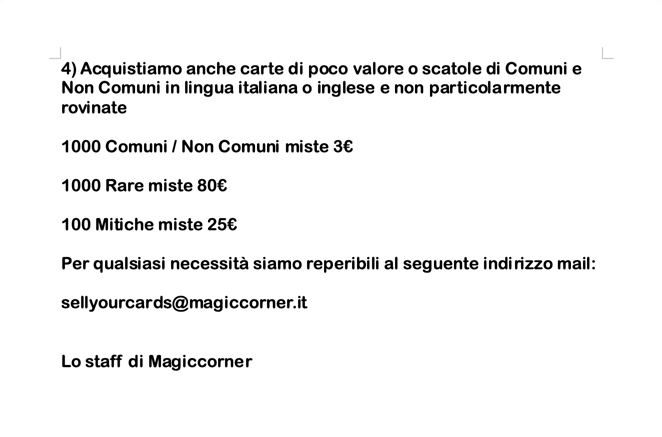 4) Acquistiamo anche carte di poco valore o scatole di Comuni e
Non Comuni in lingua italiana o inglese e non particolarmente
rovinate
1000 Comuni / Non Comuni miste 3€
1000 Rare miste 80€
100 Mitiche miste 25€
Per qualsiasi necessità siamo reperibili al seguente indirizzo mail:
sellyourcards@magiccorner.it
Lo staff di Magiccorner